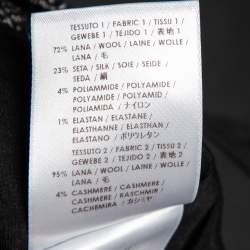 TESSUTO 1 / FABRIC 1 / TISSU 1 /
GEWEBE 1 / TEJIDO 1 / 表地 1
72% LANA / WOOL / LAINE / WOLLE /
LANA / 毛
23% SETA / SILK / SOIE / SEIDE /
SEDA / 絹
4% POLIAMMIDE / POLYAMIDE /
POLYAMIDE / POLYAMID /
POLIAMIDA / ナイロン
1% ELASTAN / ELASTANE /
ELASTHANNE / ELASTHAN /
ELASTANO / ポリウレタン
TESSUTO 2 / FABRIC 2 / TISSU 2 /
GEWEBE 2 / TEJIDO 2 / 表地 2
95% LANA / WOOL / LAINE / WOLLE /
LANA / 毛
4% CASHMERE / CASHMERE /
CACHEMIRE / KASCHMIR /
CACHEMIRA / カシミヤ